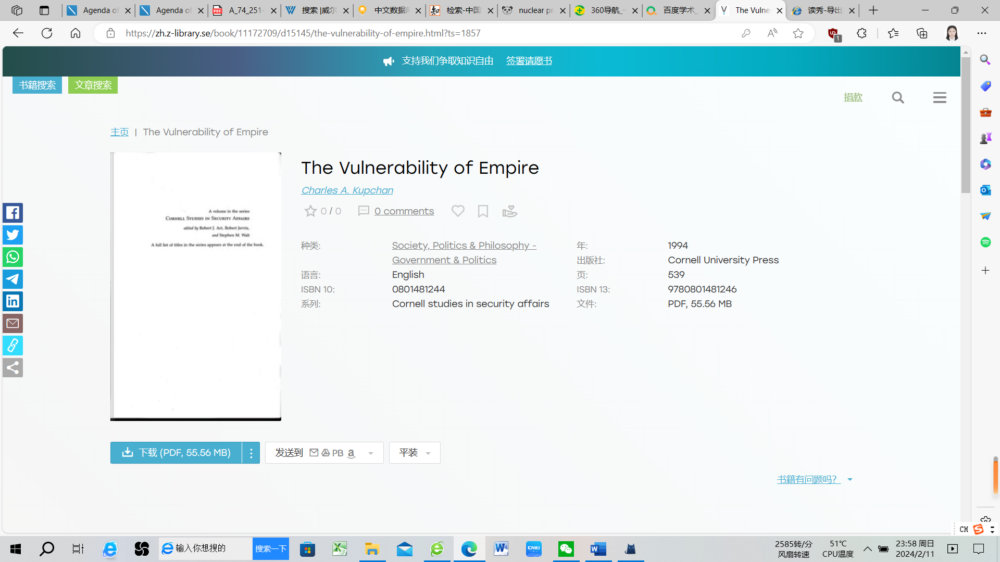 Agenda of
Agenda of
A_74_251-
搜索 |威尔
中文数据库
检索-中国
nuclear pr
360导航_一
百度学术_
The Vulne
读秀-导出
https://zh.z-library.se/book/11172709/d15145/the-vulnerability-of-empire.html?ts=1857
1
支持我们争取知识自由 签署请愿书
书籍搜索 文章搜索
捐款
主页 | The Vulnerability of Empire
A volume in the series
CORNELL STUDIES IN SECURITY AFFAIRS
edited by Robert J. Art, Robert Jervis,
and Stephen M. Walt
A full list of titles in the series appears at the end of the book.
The Vulnerability of Empire
Charles A. Kupchan
0 / 0 0 comments
种类: Society, Politics & Philosophy -
Government & Politics
年: 1994
出版社: Cornell University Press
语言: English
页: 539
ISBN 10: 0801481244
ISBN 13: 9780801481246
系列: Cornell studies in security affairs
文件: PDF, 55.56 MB
下载 (PDF, 55.56 MB)
发送到 PB a
平装
书籍有问题吗?
CH
输入你想搜的
搜索一下
CNKI
2585转/分
风扇转速
51℃
CPU温度
23:58 周日
2024/2/11